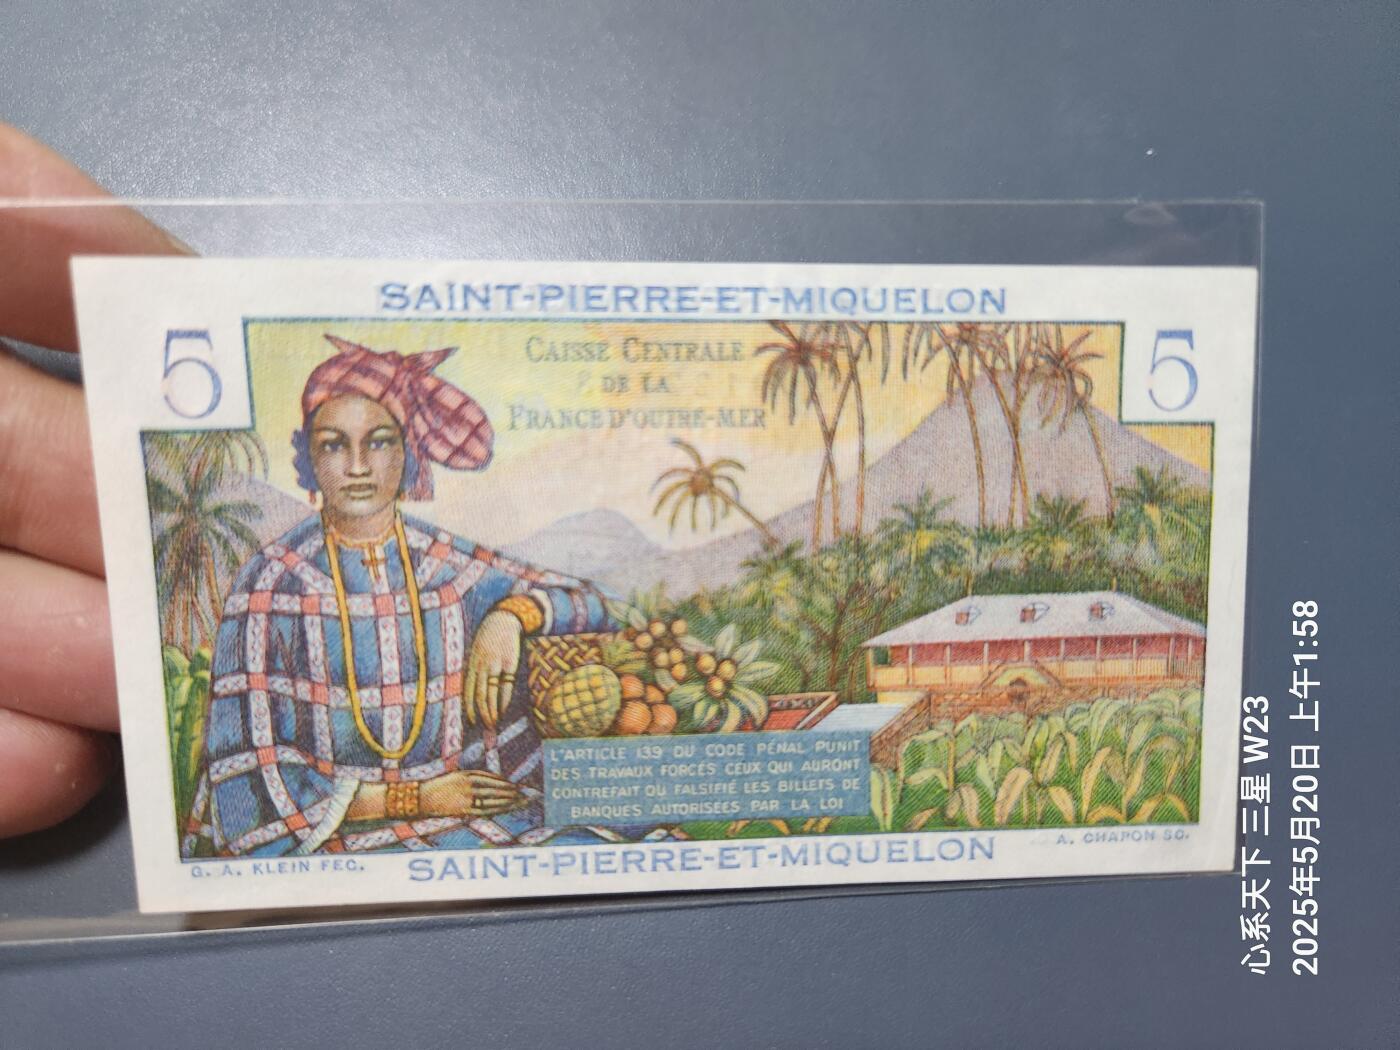 SAINT-PIERRE-ET-MIQUELON
5
5
CAISSE CENTRALE
DE LA
FRANCE D'OUTRE-MER
L'ARTICLE 139 DU CODE PÉNAL PUNIT
DES TRAVAUX FORCÉS CEUX QUI AURONT
CONTREFAIT OU FALSIFIÉ LES BILLETS DE
BANQUES AUTORISÉES PAR LA LOI
G. A. KLEIN FEC.
SAINT-PIERRE-ET-MIQUELON
A. CHAPON SC.
心系天下 三星 W23
2025年5月20日 上午1:58